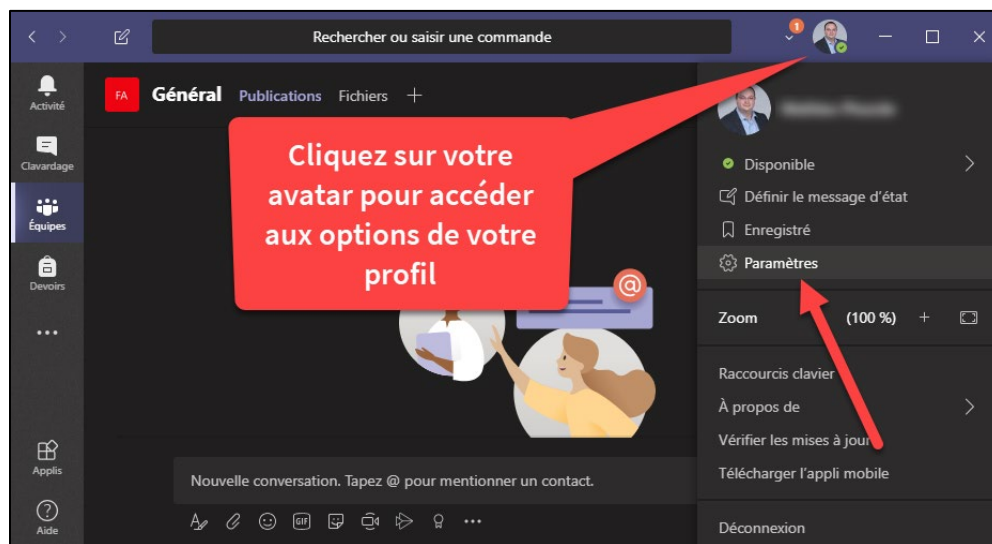 Rechercher ou saisir une commande
1
Activité
Clavardage
Équipes
Devoirs
Applis
Aide
FA
Général Publications Fichiers
Cliquez sur votre
avatar pour accéder
aux options de votre
profil
@
Nouvelle conversation. Tapez @ pour mentionner un contact.
GIF
Disponible
Définir le message d'état
Enregistré
Paramètres
Zoom (100 %) +
Raccourcis clavier
À propos de
Vérifier les mises à jour
Télécharger l'appli mobile
Déconnexion